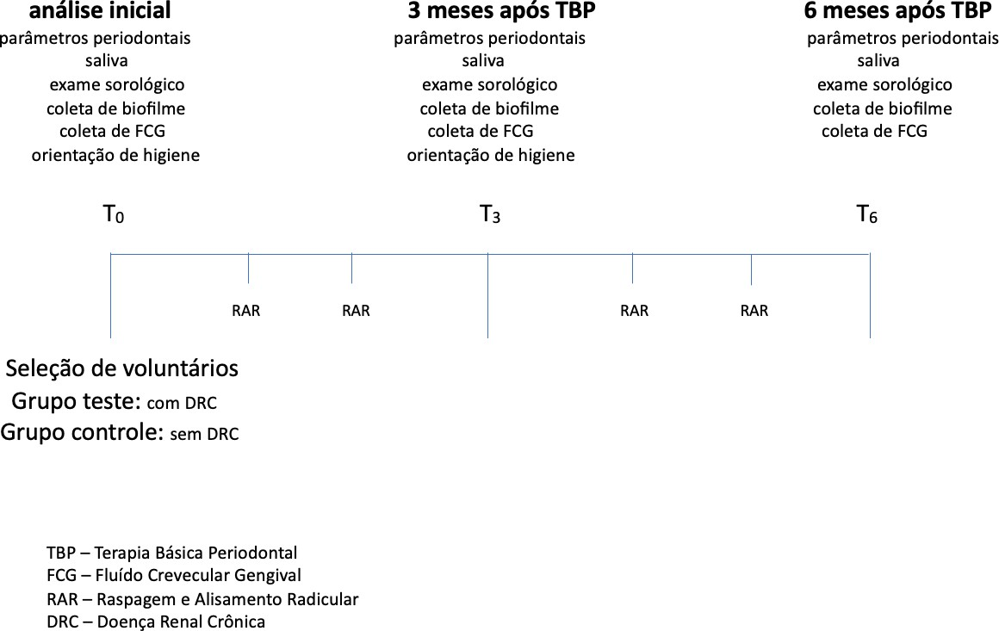 análise inicial
parâmetros periodontais
saliva
exame sorológico
coleta de biofilme
coleta de FCG
orientação de higiene
3 meses após TBP
parâmetros periodontais
saliva
exame sorológico
coleta de biofilme
coleta de FCG
orientação de higiene
6 meses após TBP
parâmetros periodontais
saliva
exame sorológico
coleta de biofilme
coleta de FCG
T0
T3
T6
RAR
RAR
RAR
RAR
Seleção de voluntários
Grupo teste: com DRC
Grupo controle: sem DRC
TBP – Terapia Básica Periodontal
FCG – Fluído Crevecular Gengival
RAR – Raspagem e Alisamento Radicular
DRC – Doença Renal Crônica